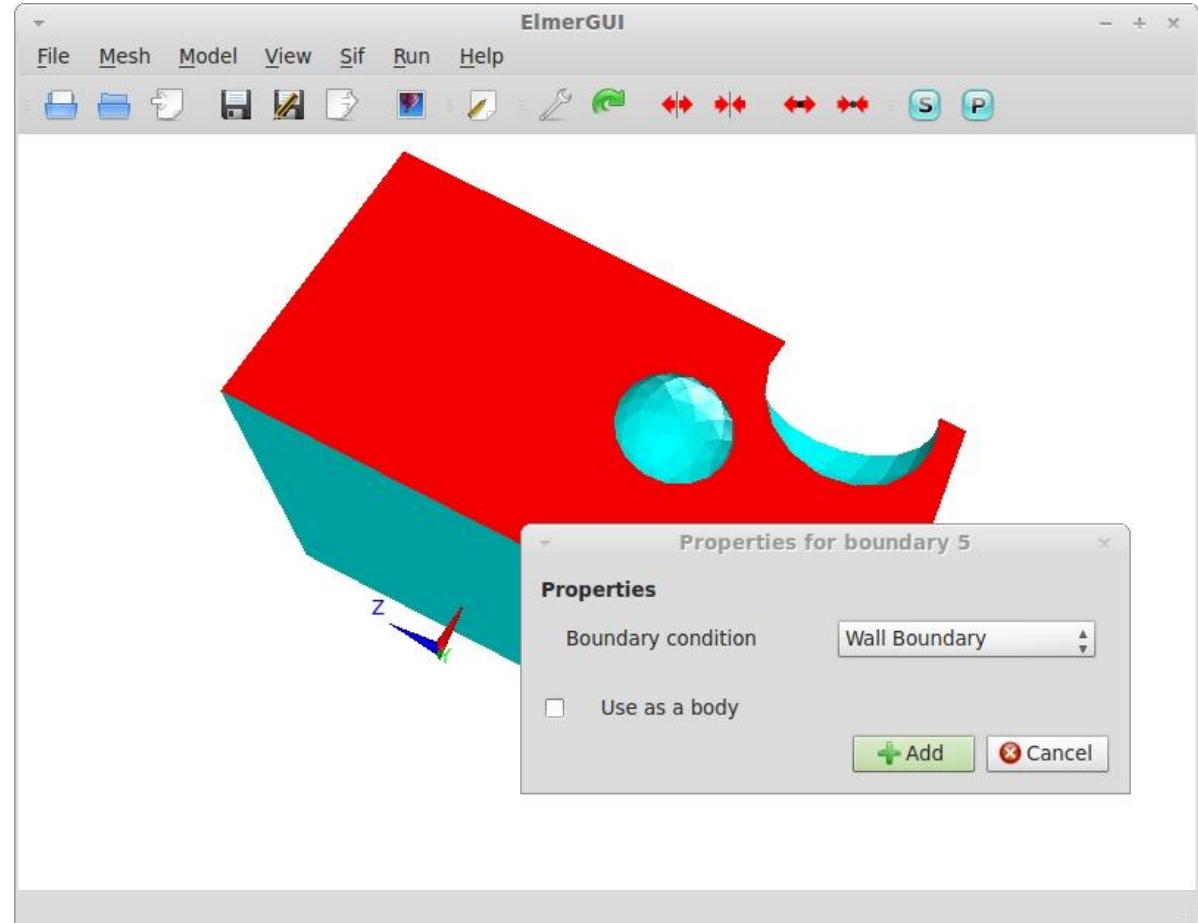 ElmerGUI
File Mesh Model View Sif Run Help
S P
Z
Y
Properties for boundary 5
Properties
Boundary condition Wall Boundary
Use as a body
Add Cancel